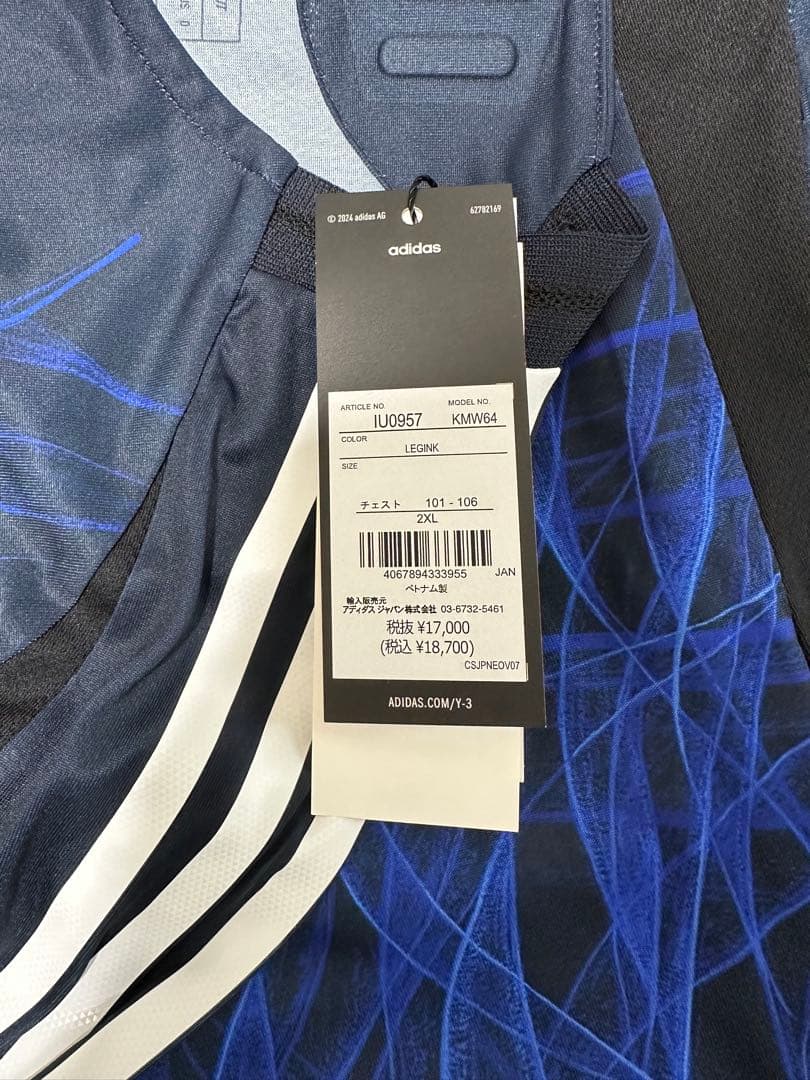 © 2024 adidas AG 62782169
adidas
ARTICLE NO. MODEL NO.
IU0957 KMW64
COLOR
LEGINK
SIZE
チェスト 101 - 106
2XL
4067894333955 JAN
ベトナム製
輸入販売元
アディダス ジャパン株式会社 03-6732-5461
税抜 ¥17,000
(税込 ¥18,700)
CSJPNEOV07
ADIDAS.COM/Y-3